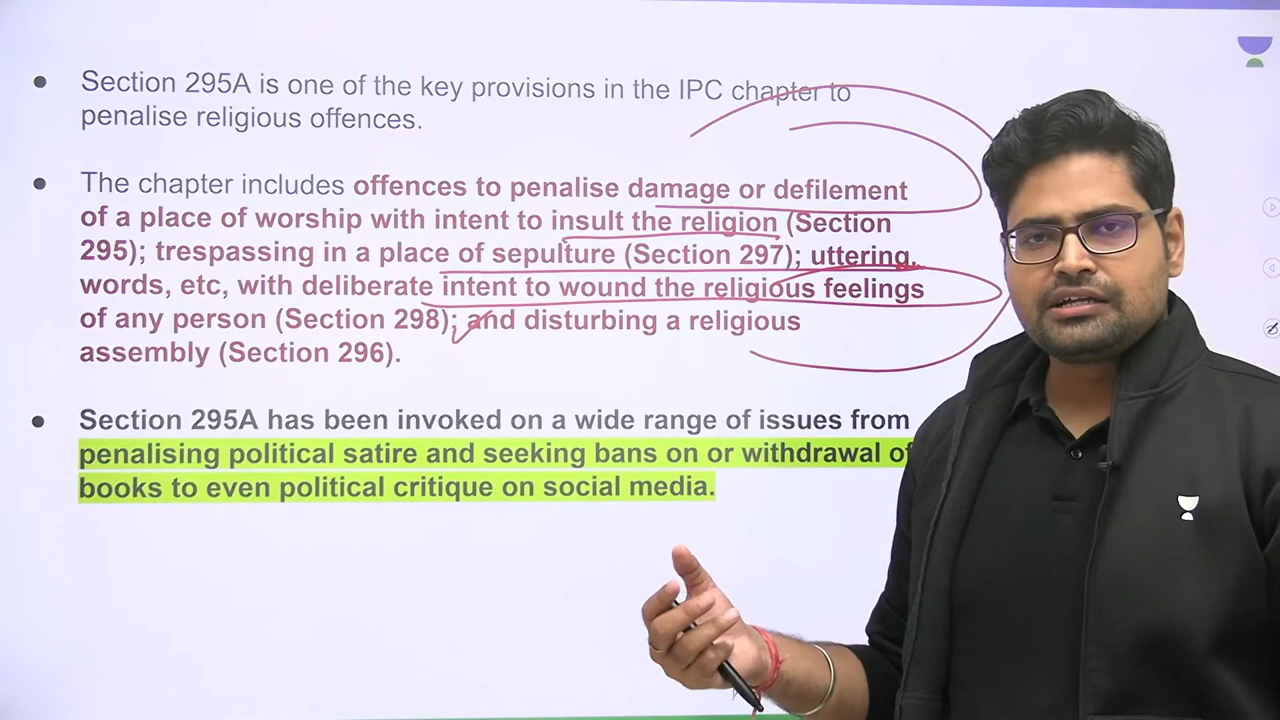 Section 295A is one of the key provisions in the IPC chapter to
penalise religious offences.
The chapter includes offences to penalise damage or defilement
of a place of worship with intent to insult the religion (Section
295); trespassing in a place of sepulture (Section 297); uttering,
words, etc, with deliberate intent to wound the religious feelings
of any person (Section 298); and disturbing a religious
assembly (Section 296).
Section 295A has been invoked on a wide range of issues from
penalising political satire and seeking bans on or withdrawal of
books to even political critique on social media.